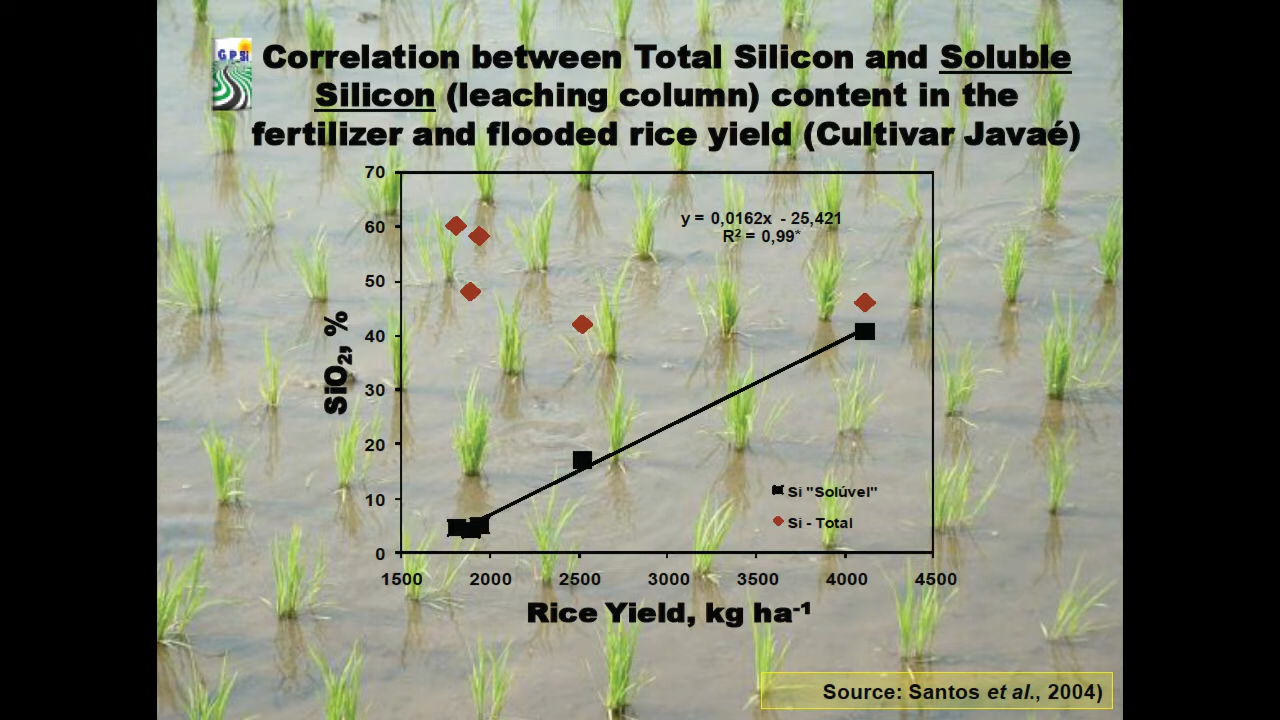 G P Si
Correlation between Total Silicon and Soluble
Silicon (leaching column) content in the
fertilizer and flooded rice yield (Cultivar Javaé)
70
60
50
40
30
20
10
0
SiO₂, %
y = 0,0162x - 25,421
R² = 0,99*
Si "Solúvel"
Si - Total
1500 2000 2500 3000 3500 4000 4500
Rice Yield, kg ha⁻¹
Source: Santos et al., 2004)